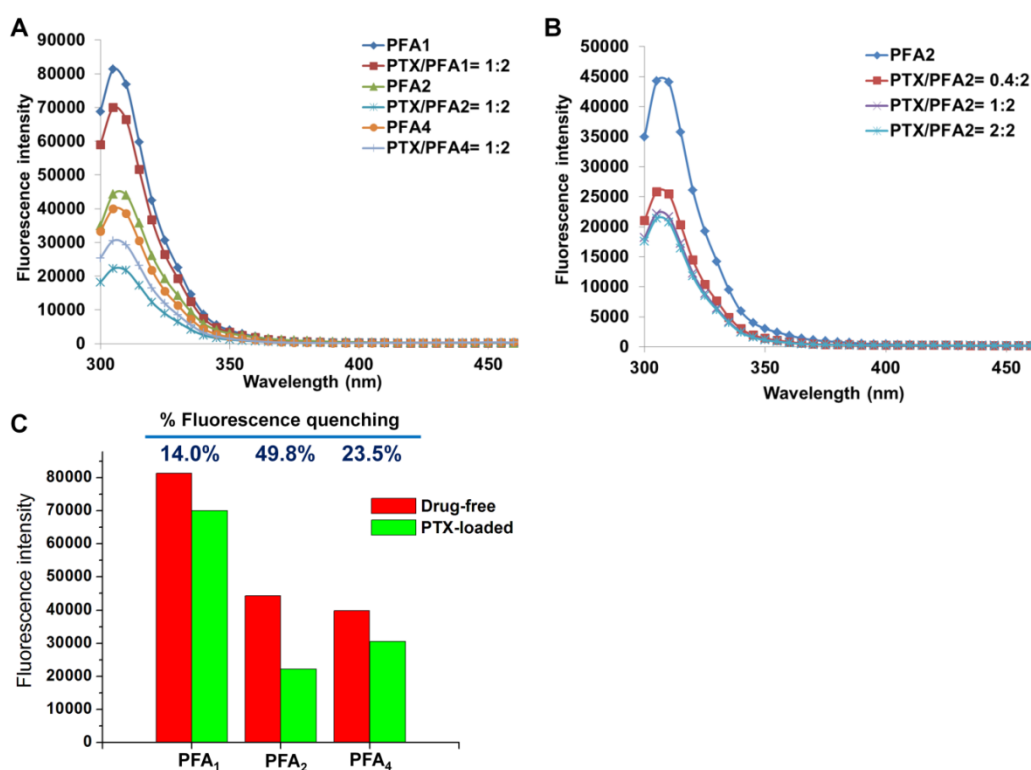 A
90000
80000
70000
60000
50000
40000
30000
20000
10000
0
300
350
400
450
Fluorescence intensity
Wavelength (nm)
PFA1
PTX/PFA1= 1:2
PFA2
PTX/PFA2= 1:2
PFA4
PTX/PFA4= 1:2
B
50000
45000
40000
35000
30000
25000
20000
15000
10000
5000
0
300
350
400
450
Fluorescence intensity
Wavelength (nm)
PFA2
PTX/PFA2= 0.4:2
PTX/PFA2= 1:2
PTX/PFA2= 2:2
C
% Fluorescence quenching
14.0% 49.8% 23.5%
80000
70000
60000
50000
40000
30000
20000
10000
0
Fluorescence intensity
Drug-free
PTX-loaded
PFA₁ PFA₂ PFA₄